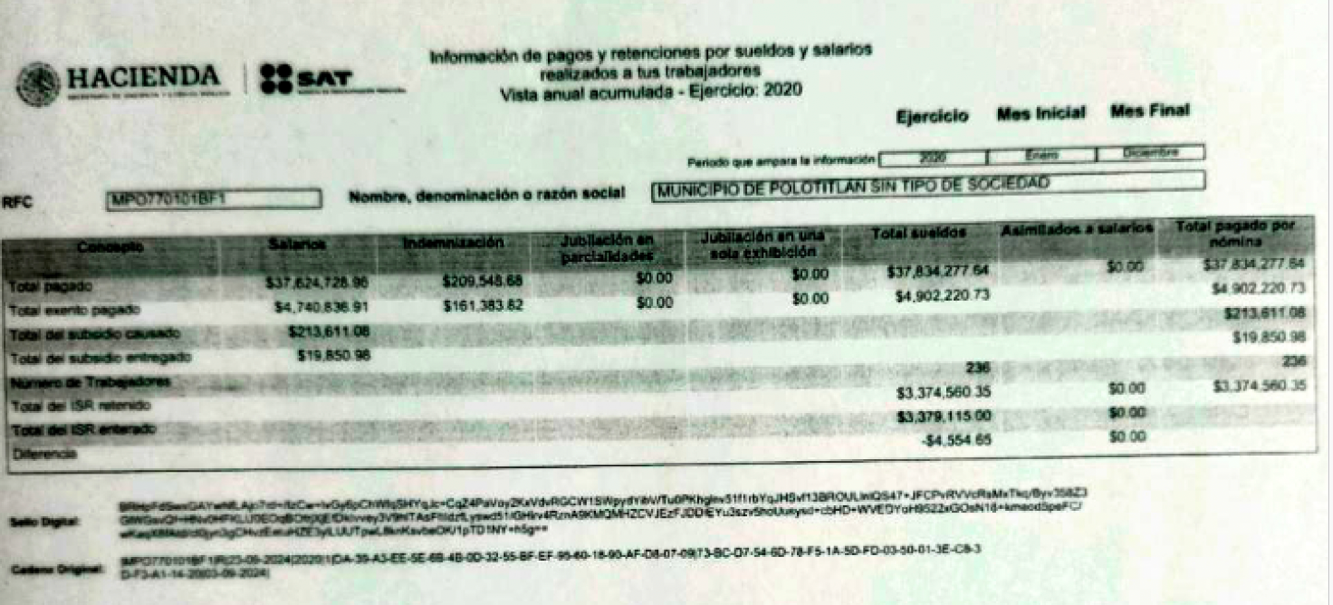 Información de pagos y retenciones por sueldos y salarios
realizados a tus trabajadores
Vista anual acumulada - Ejercicio: 2020
HACIENDA SAT
Ejercicio Mes Inicial Mes Final
Periodo que ampara la información 2020 Enero Diciembre
RFC MPO770101BF1 Nombre, denominación o razón social MUNICIPIO DE POLOTITLAN SIN TIPO DE SOCIEDAD
Concepto Salarios Indemnización Jubilación en parcialidades Jubilación en una sola exhibición Total sueldos Asimilados a salarios Total pagado por nómina
Total pagado $37,624,728.96 $209,548.68 $0.00 $0.00 $37,834,277.64 $0.00 $37,834,277.64
Total exento pagado $4,740,836.91 $161,383.82 $0.00 $0.00 $4,902,220.73 $4,902,220.73
Total del subsidio causado $213,611.08 $213,611.08
Total del subsidio entregado $19,850.98 $19,850.98
Número de Trabajadores 236 236
Total del ISR retenido $3,374,560.35 $0.00 $3,374,560.35
Total del ISR enterado $3,379,115.00 $0.00
Diferencia -$4,554.65 $0.00
Sello Digital:
Cadena Original: